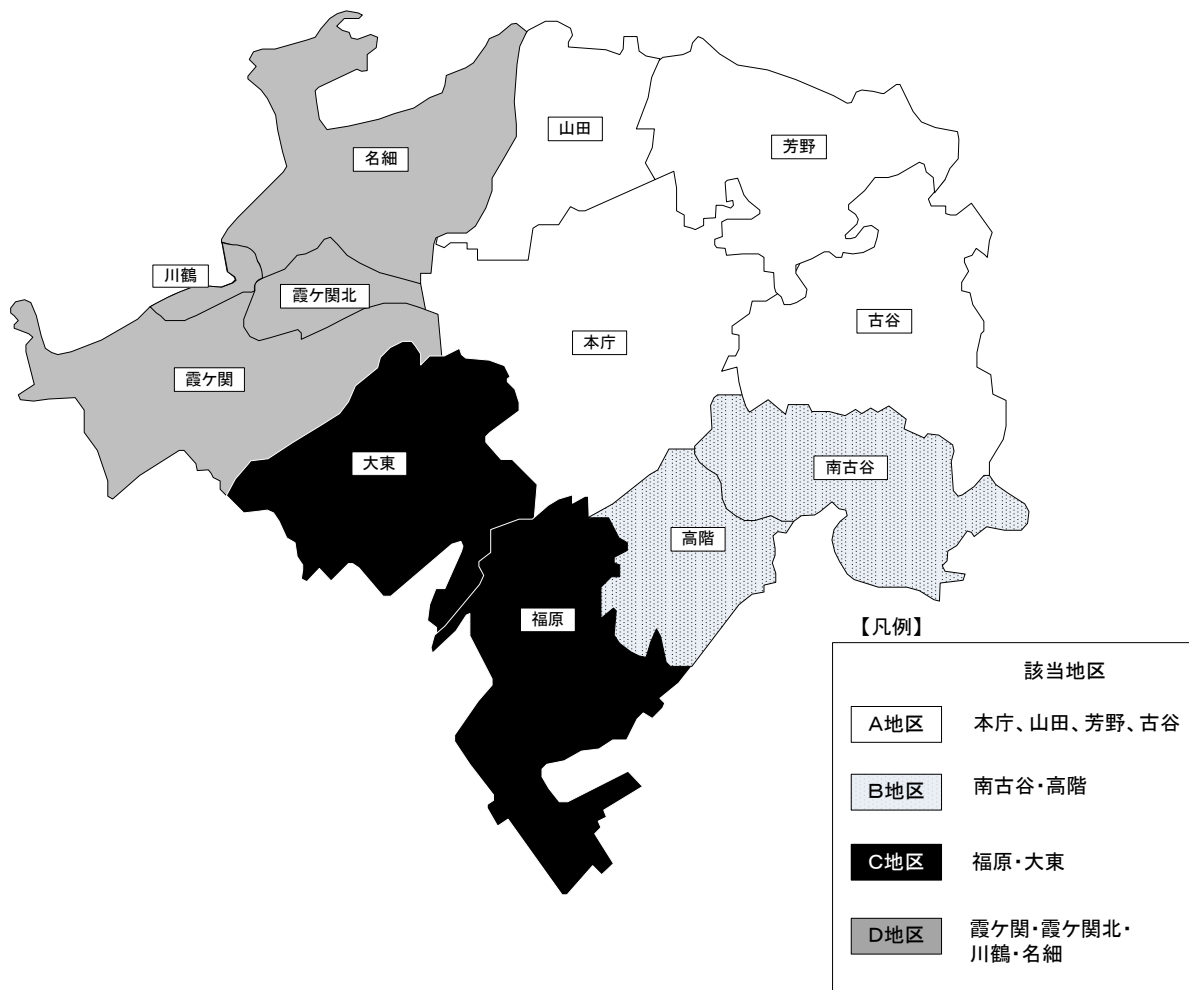 山田
芳野
名細
川鶴
霞ケ関北
古谷
本庁
霞ケ関
大東
南古谷
高階
福原
【凡例】
該当地区
A地区 本庁、山田、芳野、古谷
B地区 南古谷・高階
C地区 福原・大東
D地区 霞ケ関・霞ケ関北・
川鶴・名細